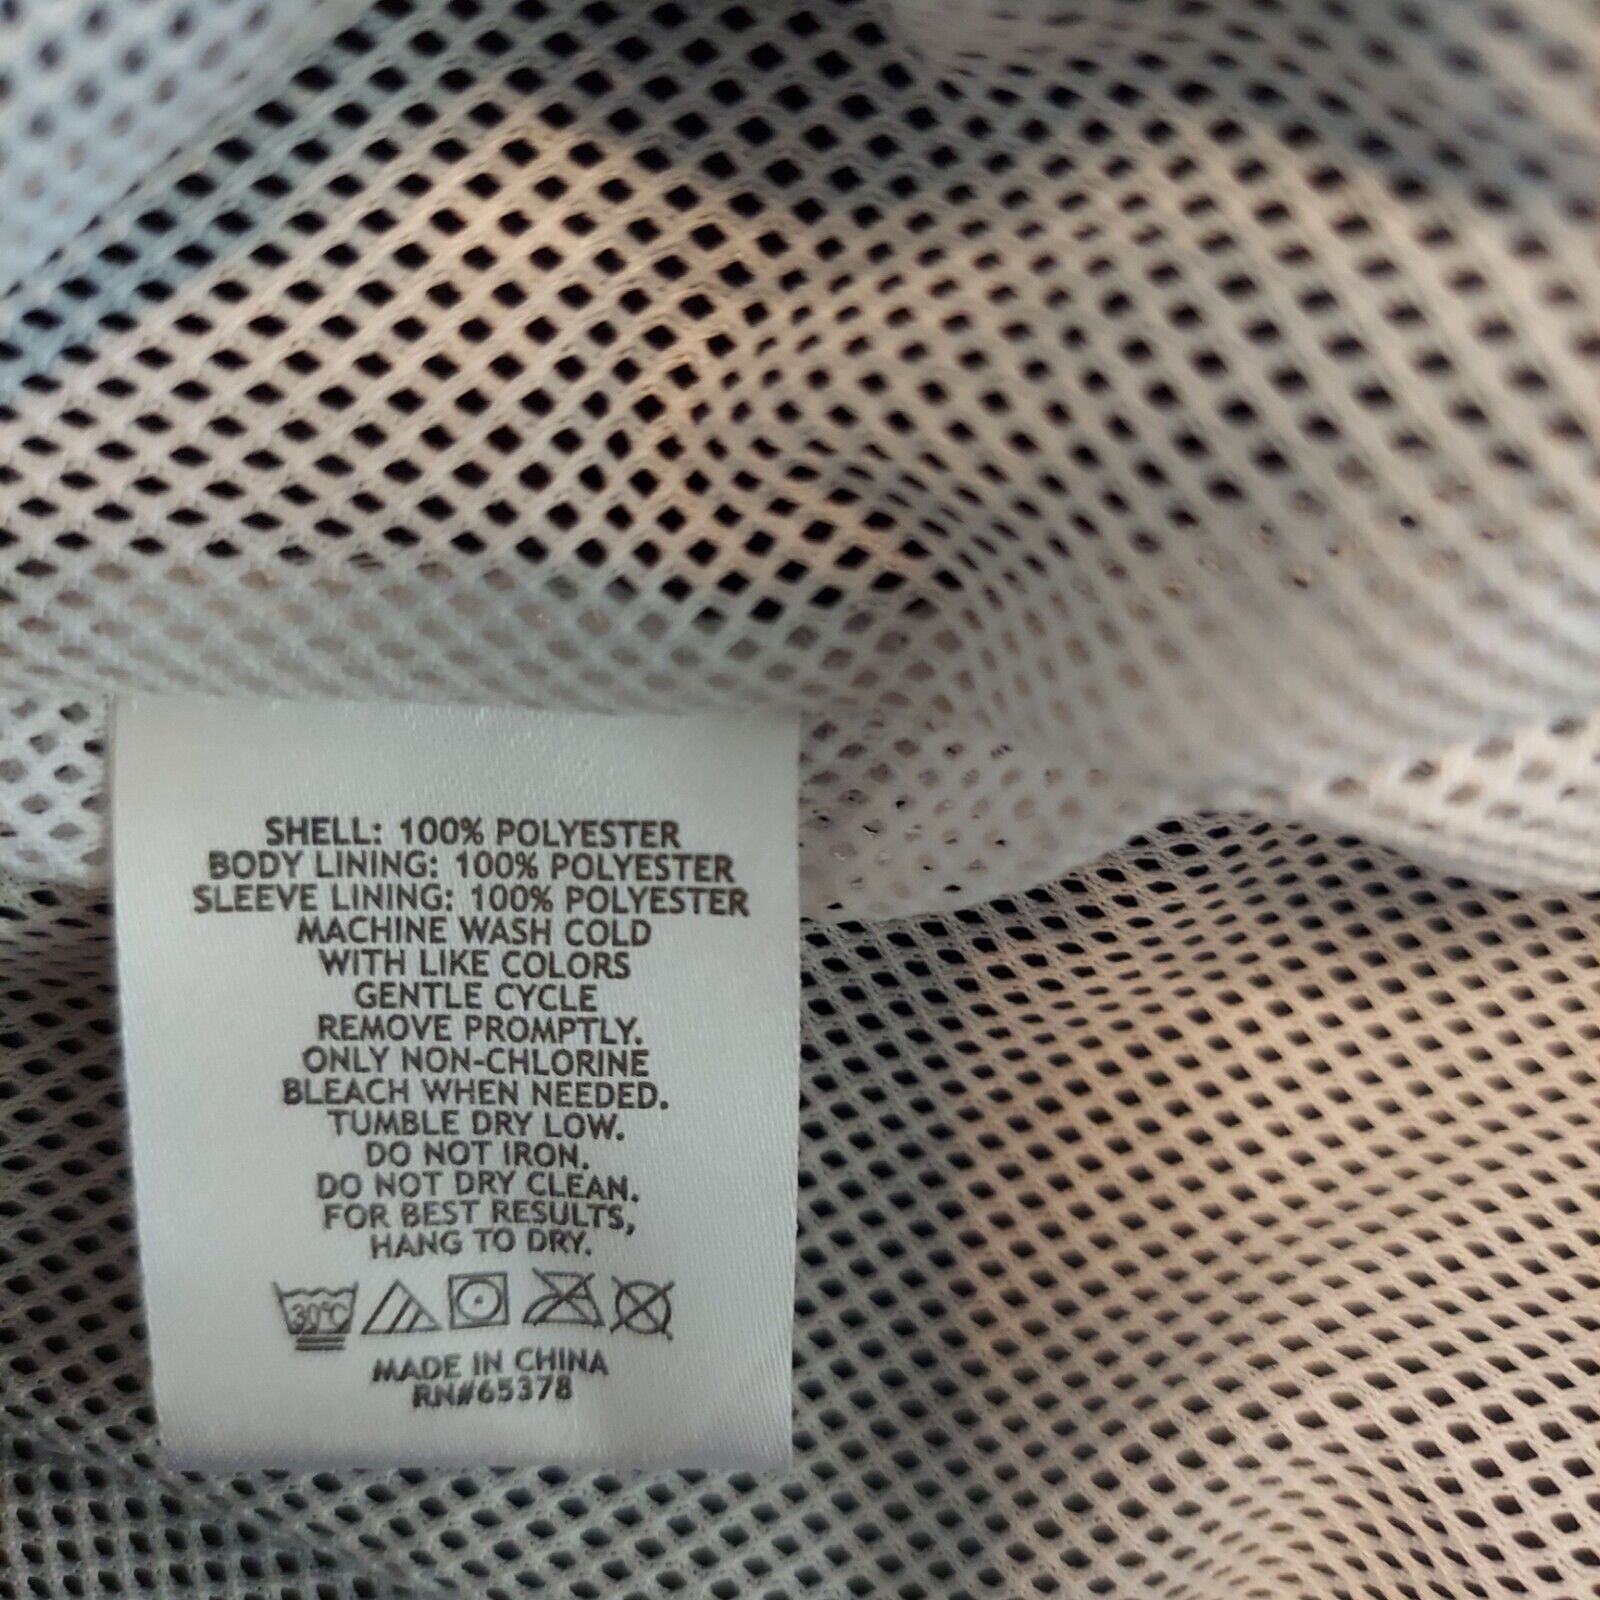 SHELL: 100% POLYESTER
BODY LINING: 100% POLYESTER
SLEEVE LINING: 100% POLYESTER
MACHINE WASH COLD
WITH LIKE COLORS
GENTLE CYCLE
REMOVE PROMPTLY.
ONLY NON-CHLORINE
BLEACH WHEN NEEDED.
TUMBLE DRY LOW.
DO NOT IRON.
DO NOT DRY CLEAN.
FOR BEST RESULTS,
HANG TO DRY.
30°C
MADE IN CHINA
RN#65378